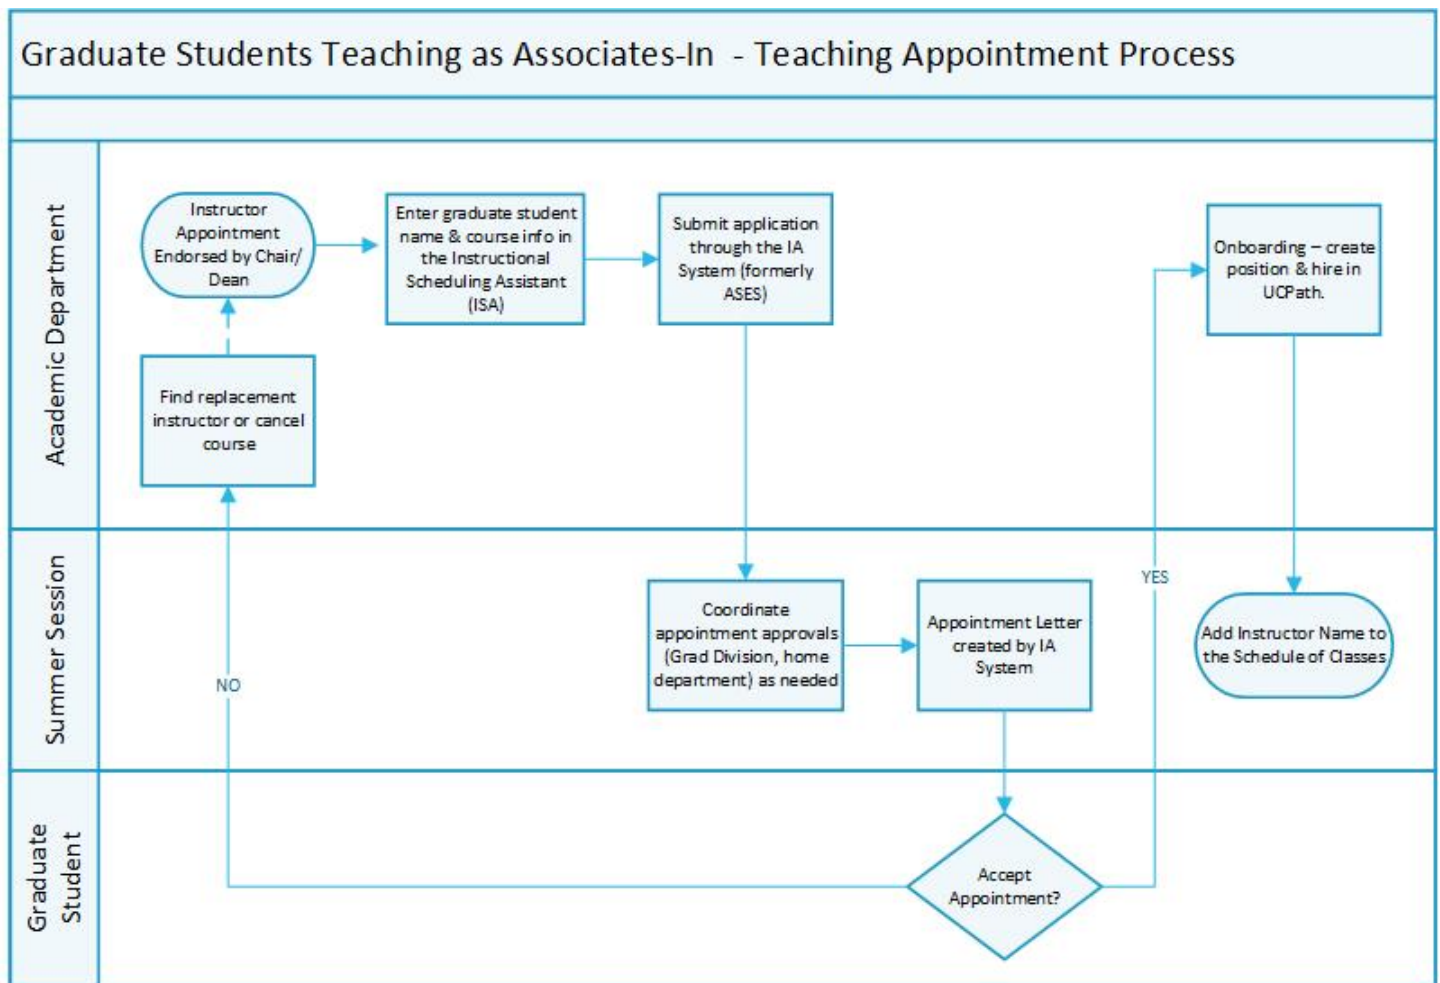 Graduate Students Teaching as Associates-In - Teaching Appointment Process
Academic Department
Instructor
Appointment
Endorsed by Chair/
Dean
Enter graduate student
name & course info in
the Instructional
Scheduling Assistant
(ISA)
Submit application
through the IA
System (formerly
ASES)
Onboarding – create
position & hire in
UCPath.
Find replacement
instructor or cancel
course
Summer Session
Coordinate
appointment approvals
(Grad Division, home
department) as needed
Appointment Letter
created by IA
System
YES
Add Instructor Name to
the Schedule of Classes
NO
Graduate
Student
Accept
Appointment?